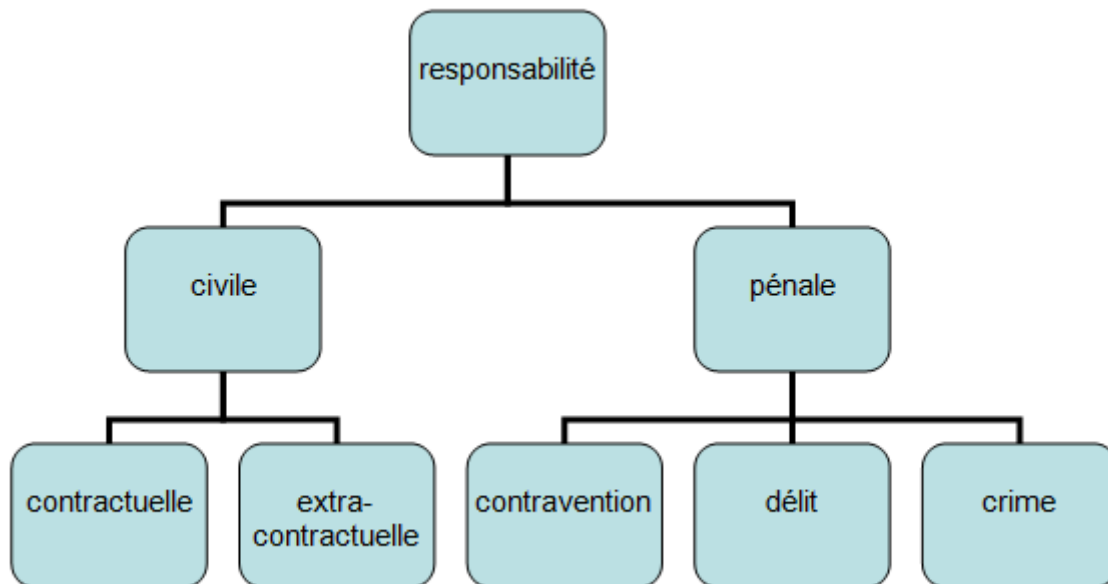 responsabilité
civile
pénale
contractuelle
extra-
contractuelle
contravention
délit
crime